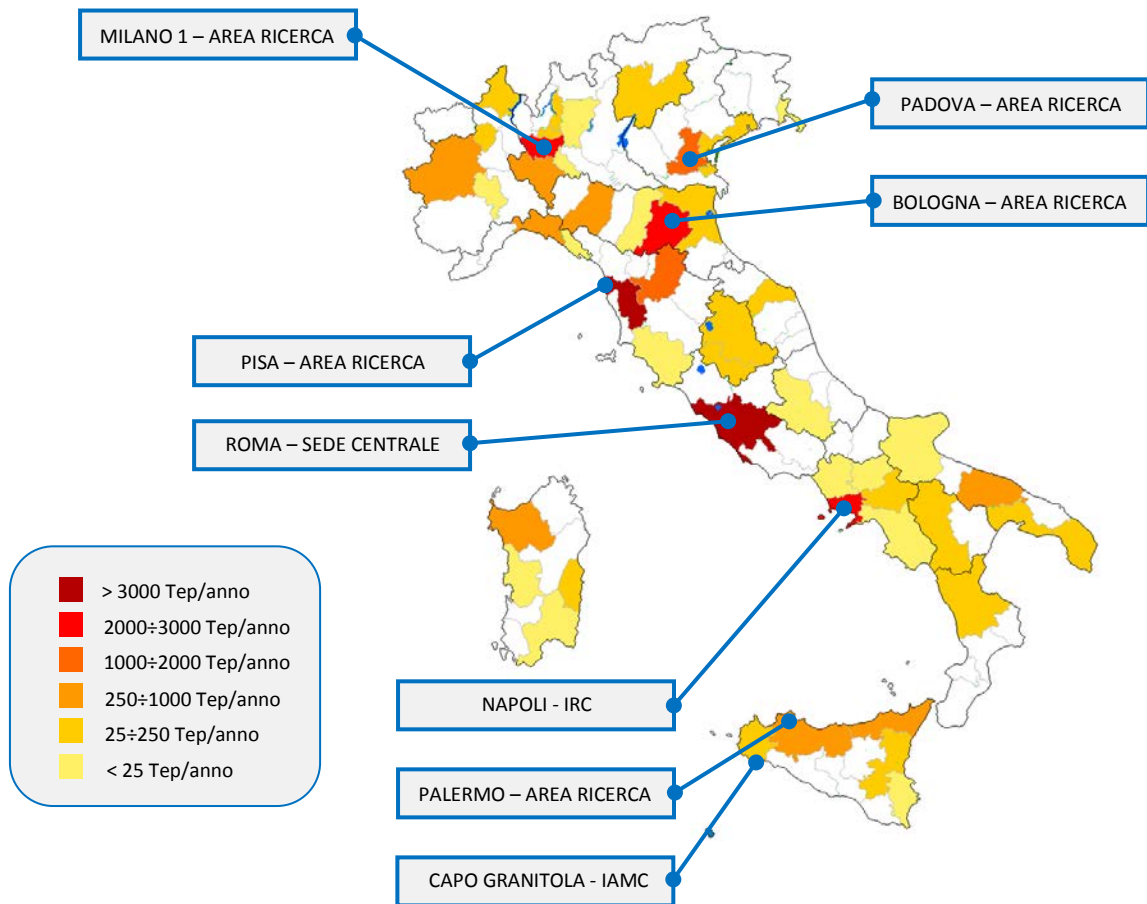 MILANO 1 – AREA RICERCA
PADOVA – AREA RICERCA
BOLOGNA – AREA RICERCA
PISA – AREA RICERCA
ROMA – SEDE CENTRALE
> 3000 Tep/anno
2000÷3000 Tep/anno
1000÷2000 Tep/anno
250÷1000 Tep/anno
25÷250 Tep/anno
< 25 Tep/anno
NAPOLI - IRC
PALERMO – AREA RICERCA
CAPO GRANITOLA - IAMC